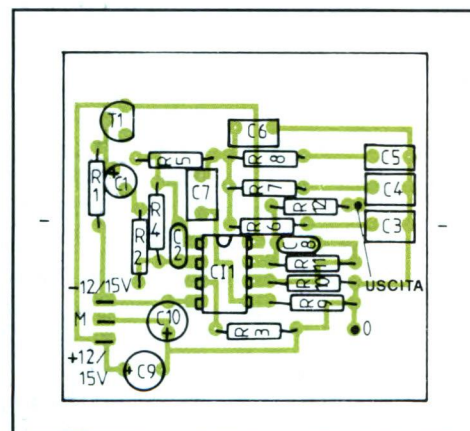 T1
C6
R5
R8
C5
R1
+C1
C7
R7
C4
R4
R12
R2
C2
R6
C3
C8
R11
CI1
R10
USCITA
-12/15V
R9
M
C10
+
R3
0
+12/
15V
+C9